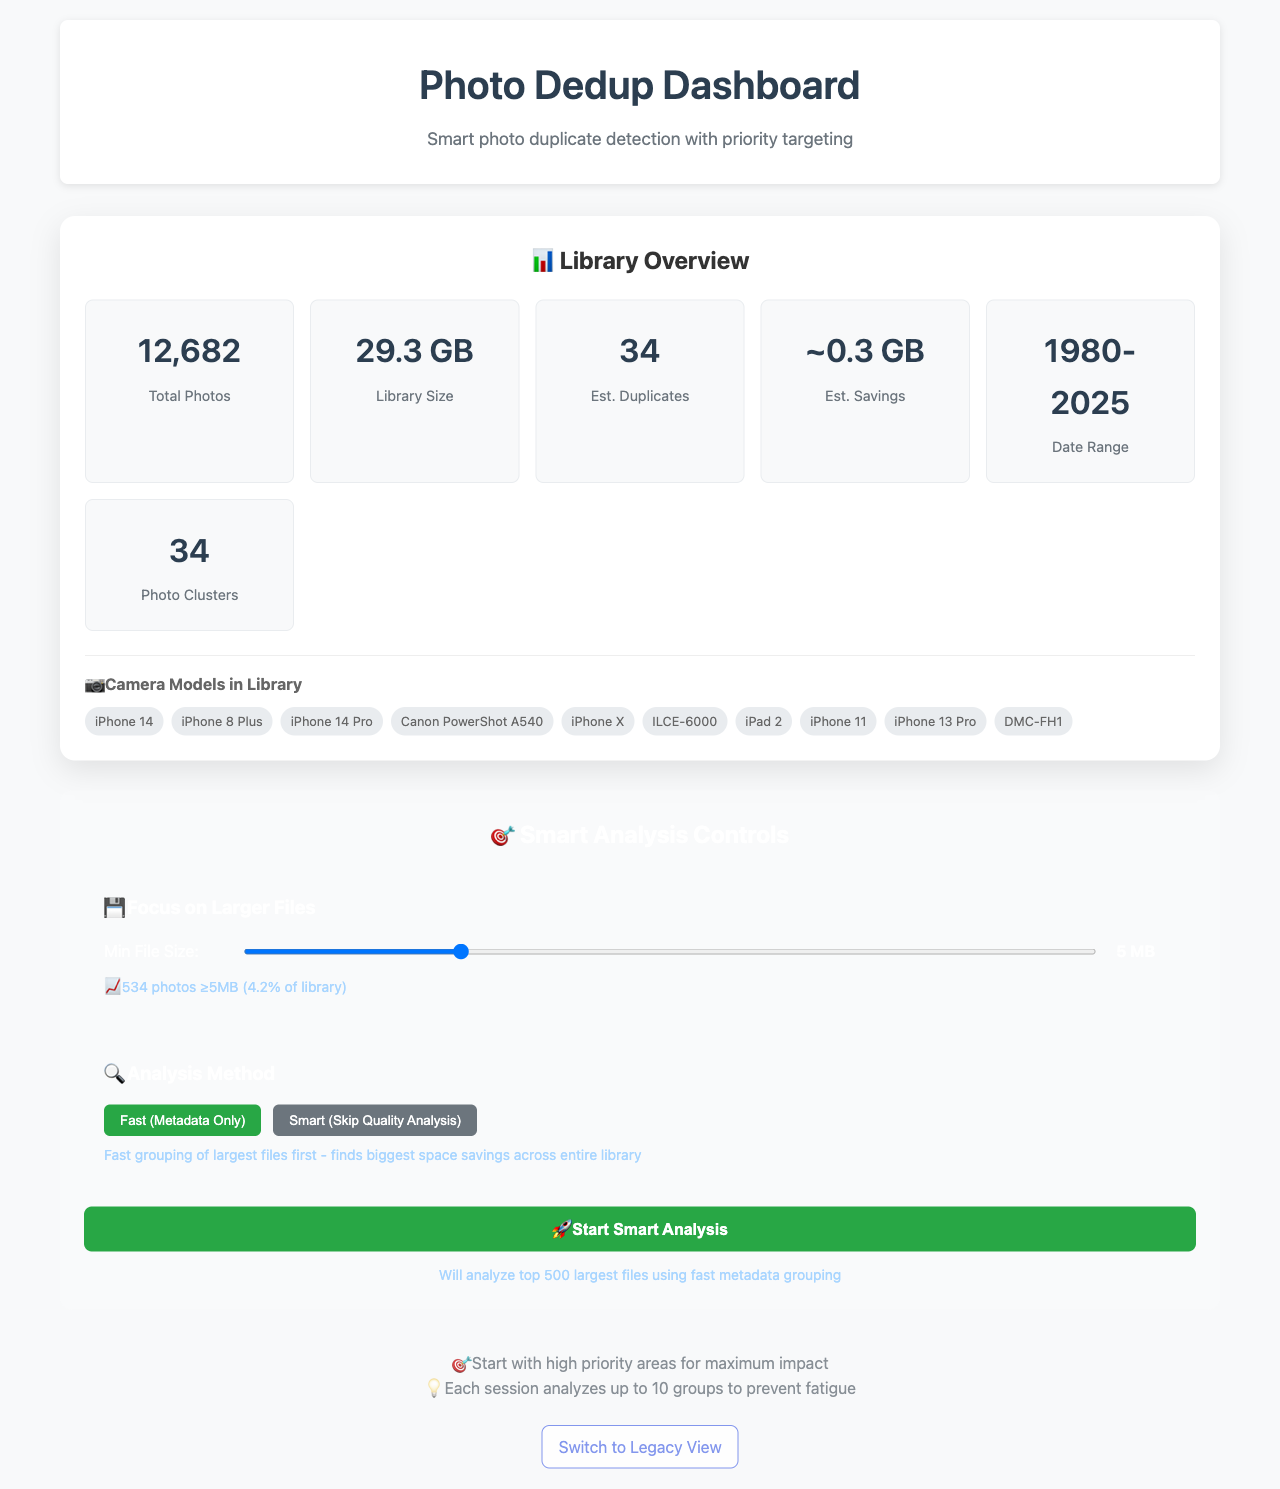 Photo Dedup Dashboard
Smart photo duplicate detection with priority targeting
📊 Library Overview
12,682
Total Photos
29.3 GB
Library Size
34
Est. Duplicates
~0.3 GB
Est. Savings
1980-
2025
Date Range
34
Photo Clusters
📷Camera Models in Library
iPhone 14
iPhone 8 Plus
iPhone 14 Pro
Canon PowerShot A540
iPhone X
ILCE-6000
iPad 2
iPhone 11
iPhone 13 Pro
DMC-FH1
🎯 Smart Analysis Controls
💾Focus on Larger Files
Min File Size:
MB
📈534 photos ≥5MB (4.2% of library)
🔍Analysis Method
Fast (Metadata Only)
Smart (Skip Quality Analysis)
Fast grouping of largest files first - finds biggest space savings across entire library
🚀Start Smart Analysis
Will analyze top 500 largest files using fast metadata grouping
🎯Start with high priority areas for maximum impact
💡Each session analyzes up to 10 groups to prevent fatigue
Switch to Legacy View